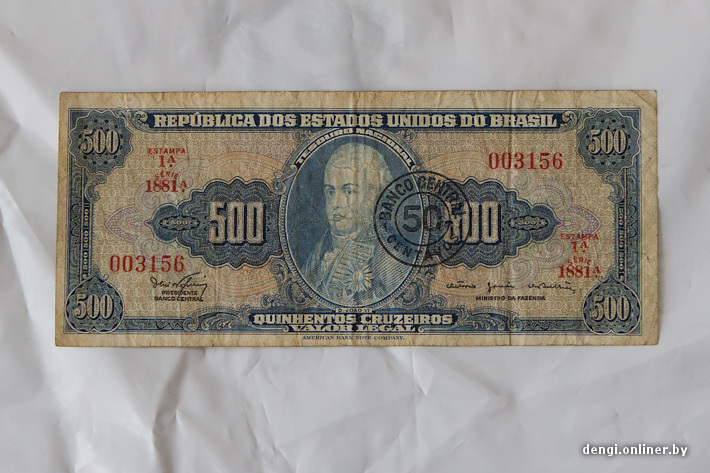 REPÚBLICA DOS ESTADOS UNIDOS DO BRASIL
500
500
TESOURO NACIONAL
ESTAMPA
1ª
SÉRIE
1881ª
003156
500
500
BANCO CENTRAL
50
CENTAVOS
003156
ESTAMPA
1ª
SÉRIE
1881ª
PRESIDENTE
BANCO CENTRAL
MINISTRO DA FAZENDA
500
500
D. JOÃO VI
QUINHENTOS CRUZEIROS
VALOR LEGAL
AMERICAN BANK NOTE COMPANY.
dengi.onliner.by